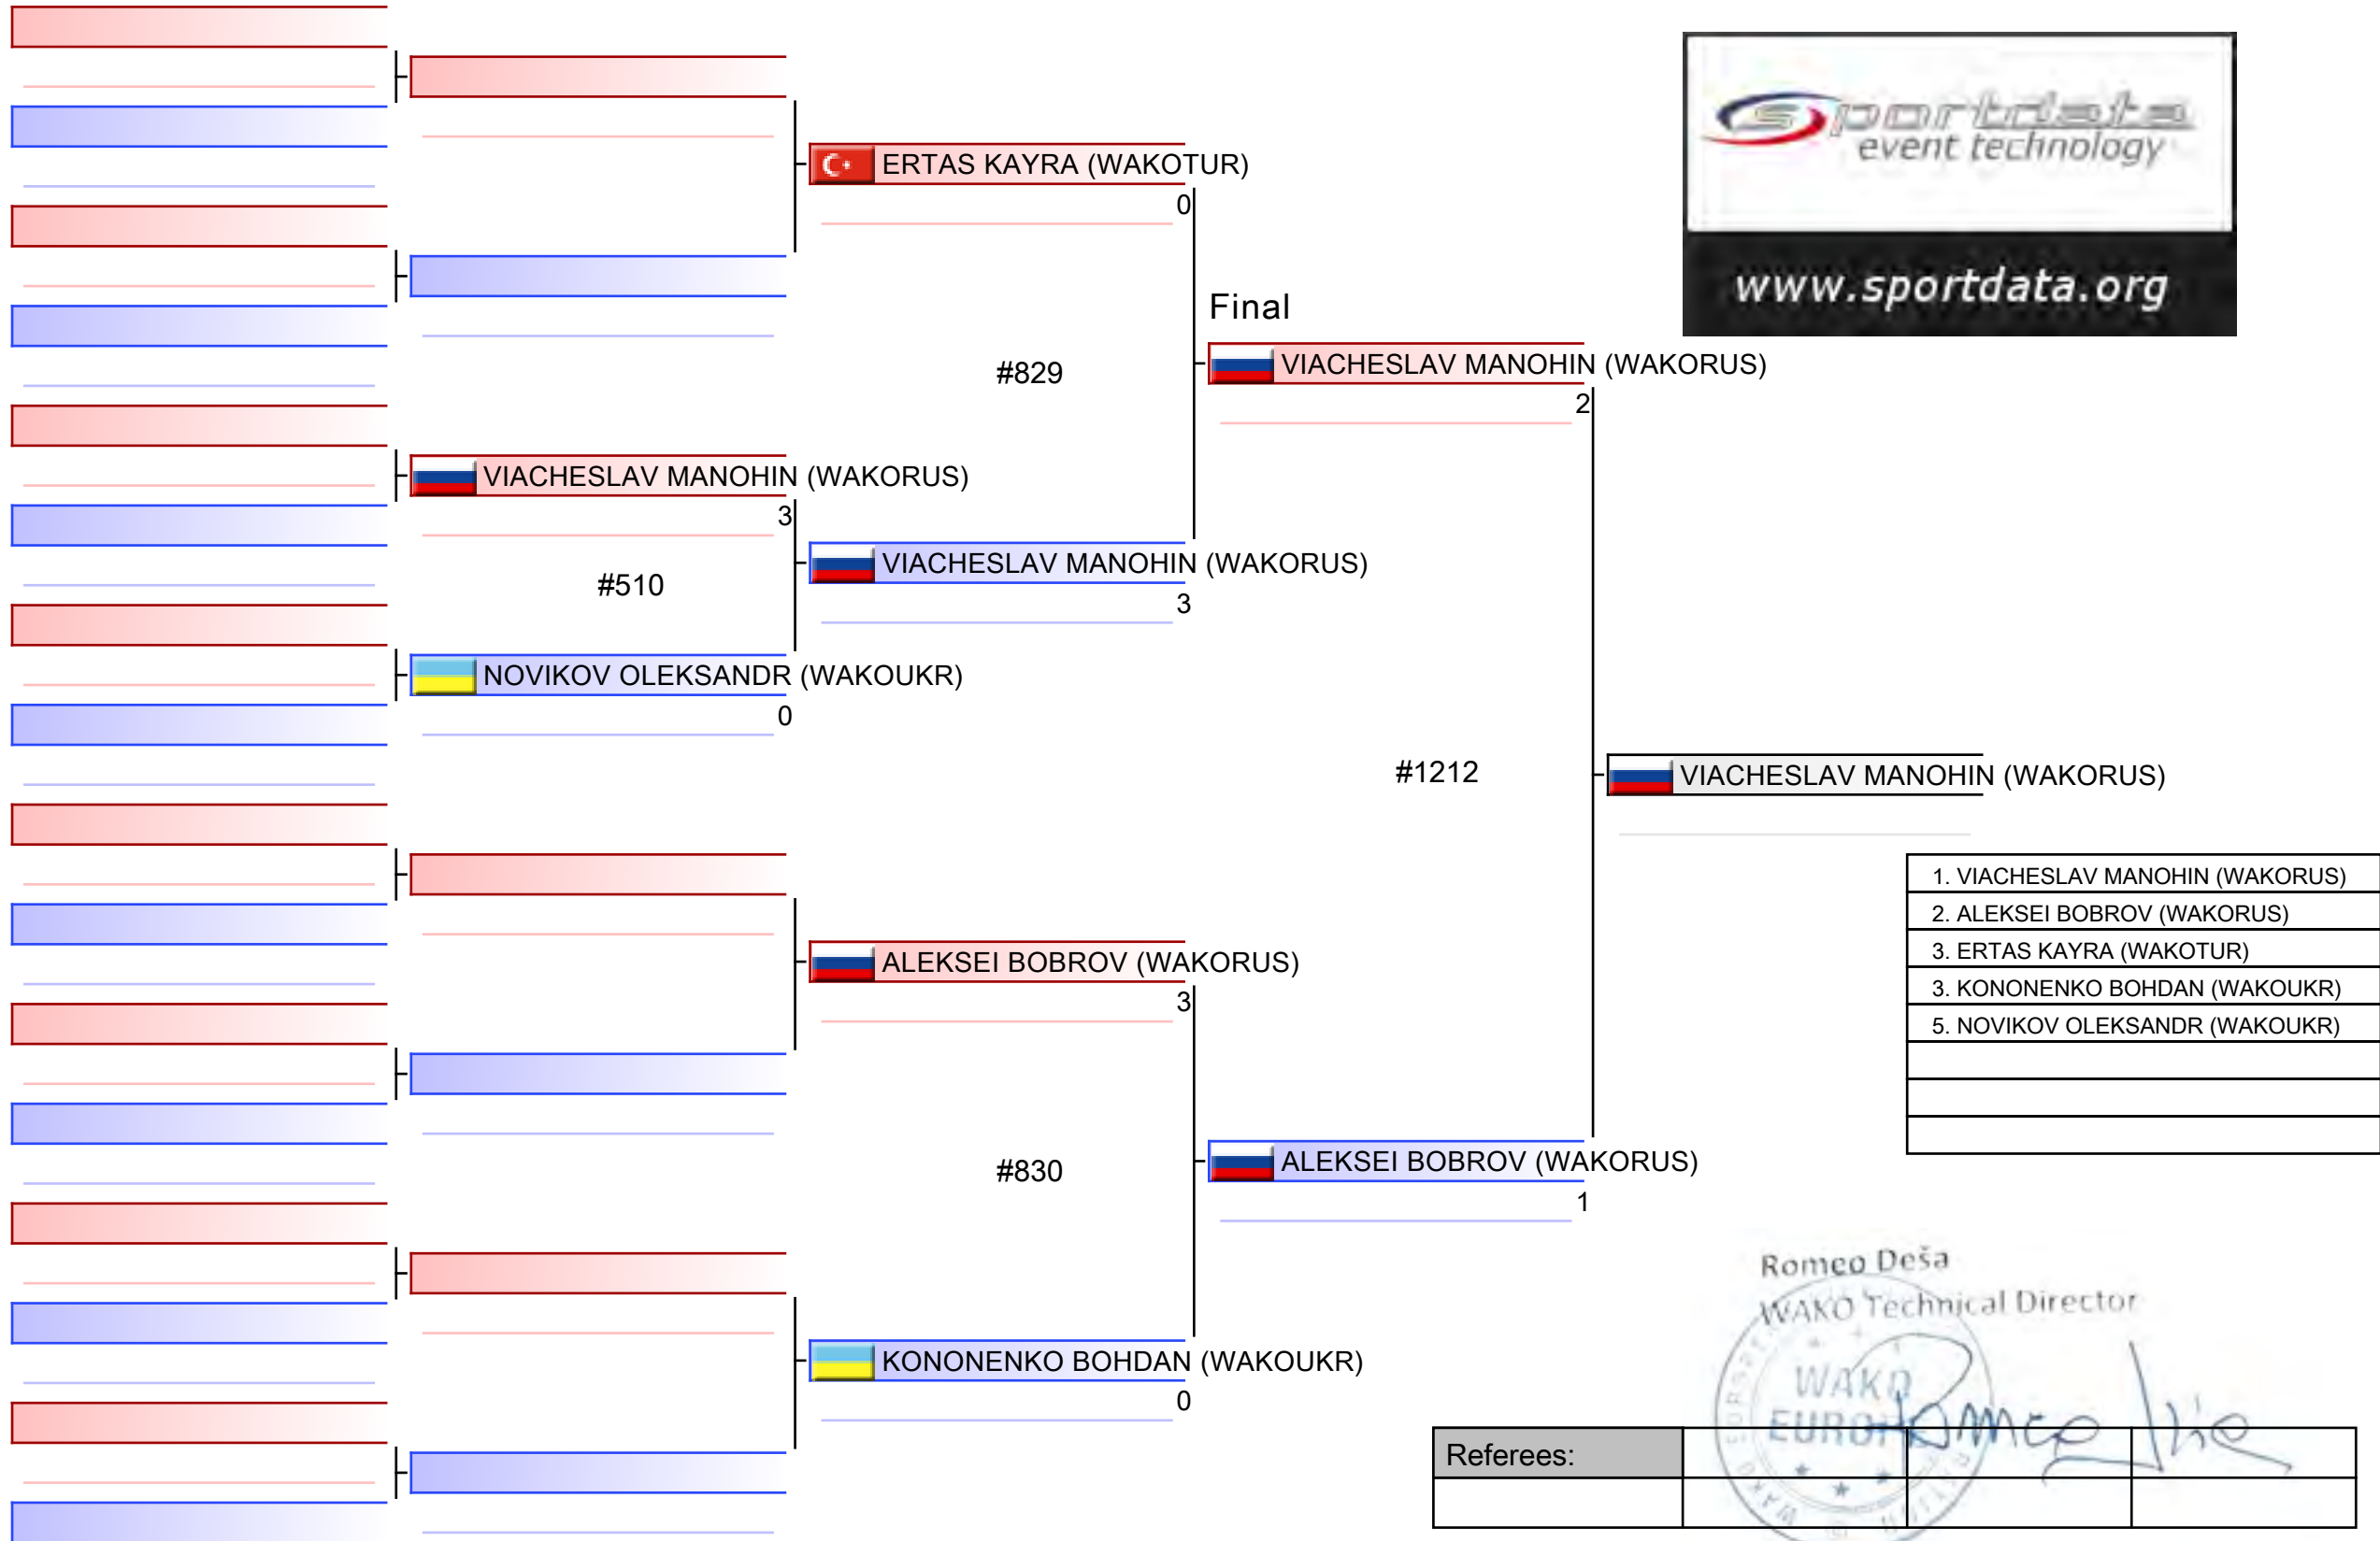 sportdata
event technology
www.sportdata.org
ERTAS KAYRA (WAKOTUR)
0
Final
#829
VIACHESLAV MANOHIN (WAKORUS)
2
VIACHESLAV MANOHIN (WAKORUS)
3
#510
VIACHESLAV MANOHIN (WAKORUS)
3
NOVIKOV OLEKSANDR (WAKOUKR)
0
#1212
VIACHESLAV MANOHIN (WAKORUS)
1. VIACHESLAV MANOHIN (WAKORUS)
2. ALEKSEI BOBROV (WAKORUS)
3. ERTAS KAYRA (WAKOTUR)
3. KONONENKO BOHDAN (WAKOUKR)
5. NOVIKOV OLEKSANDR (WAKOUKR)
ALEKSEI BOBROV (WAKORUS)
3
#830
ALEKSEI BOBROV (WAKORUS)
1
KONONENKO BOHDAN (WAKOUKR)
0
Romeo Deša
WAKO Technical Director
WAKO
Referees: